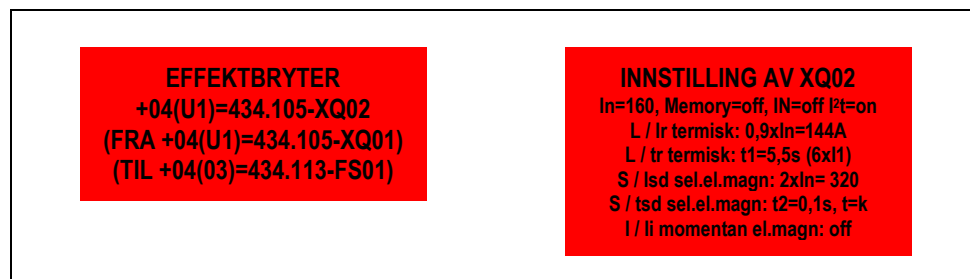 EFFEKTBRYTER
+04(U1)=434.105-XQ02
(FRA +04(U1)=434.105-XQ01)
(TIL +04(03)=434.113-FS01)
INNSTILLING AV XQ02
In=160, Memory=off, IN=off I²t=on
L / Ir termisk: 0,9xIn=144A
L / tr termisk: t1=5,5s (6xI1)
S / Isd sel.el.magn: 2xIn= 320
S / tsd sel.el.magn: t2=0,1s, t=k
I / Ii momentan el.magn: off